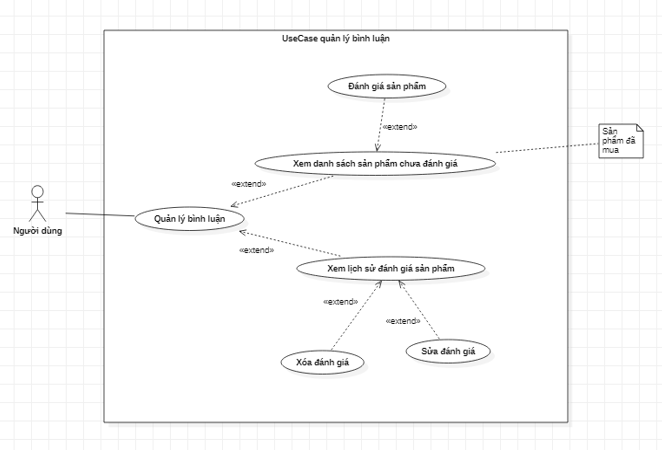 UseCase quản lý bình luận
Đánh giá sản phẩm
«extend»
Sản
phẩm đã
mua
Xem danh sách sản phẩm chưa đánh giá
«extend»
Quản lý bình luận
Người dùng
«extend»
Xem lịch sử đánh giá sản phẩm
«extend»
«extend»
Sửa đánh giá
Xóa đánh giá